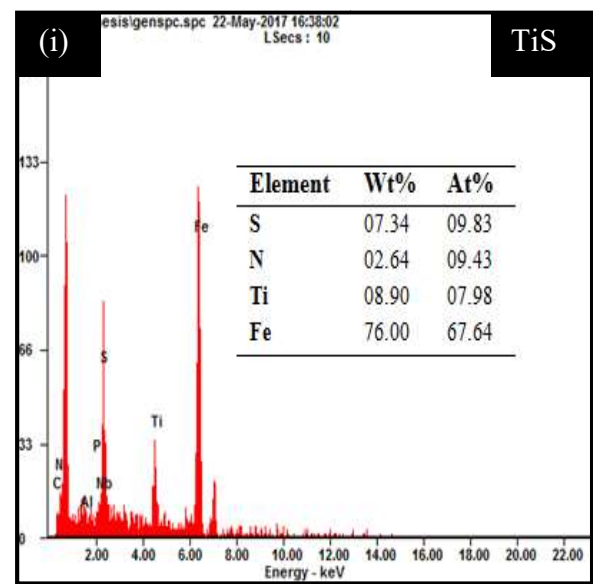 (i)
esis\genspc.spc 22-May-2017 16:38:02
LSecs : 10
TiS
133
100
66
33
0
Element Wt% At%
S 07.34 09.83
N 02.64 09.43
Ti 08.90 07.98
Fe 76.00 67.64
Fe
S
Ti
P
N
C
Nb
Al
2.00 4.00 6.00 8.00 10.00 12.00 14.00 16.00 18.00 20.00 22.00
Energy - keV